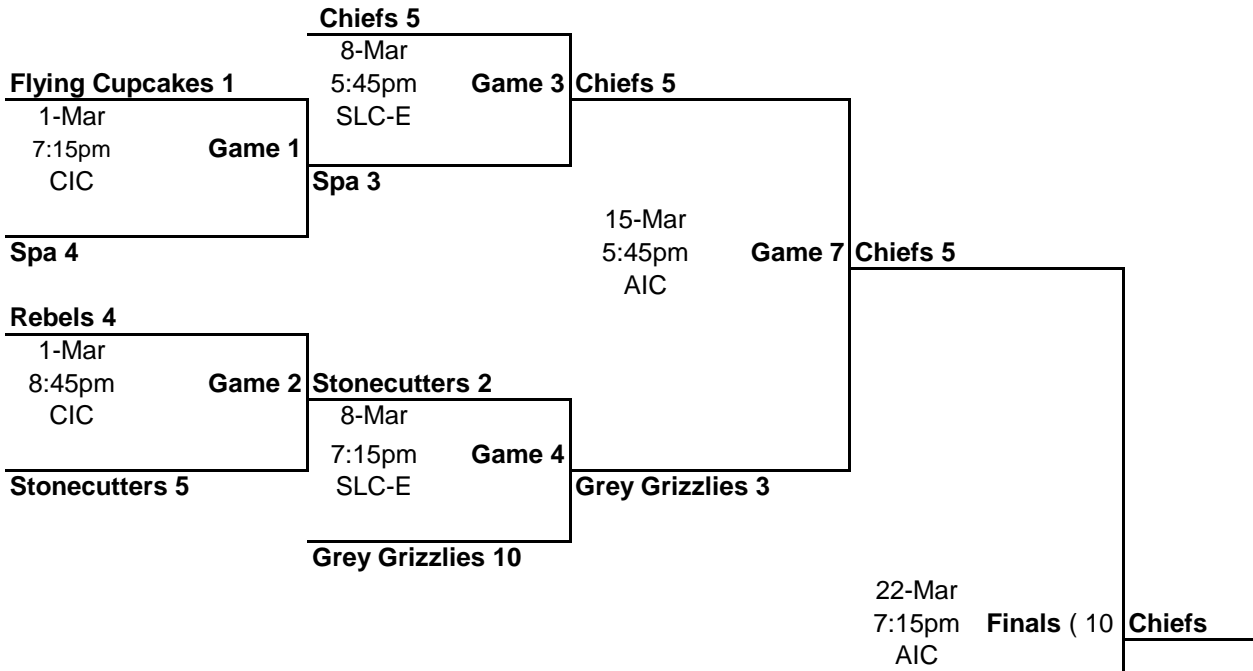 Chiefs 5
8-Mar
Flying Cupcakes 1 5:45pm Game 3 Chiefs 5
1-Mar SLC-E
7:15pm Game 1
CIC Spa 3
15-Mar
Spa 4 5:45pm Game 7 Chiefs 5
AIC
Rebels 4
1-Mar
8:45pm Game 2 Stonecutters 2
CIC 8-Mar
7:15pm Game 4
Stonecutters 5 SLC-E Grey Grizzlies 3
Grey Grizzlies 10
22-Mar
7:15pm Finals ( 10 Chiefs
AIC